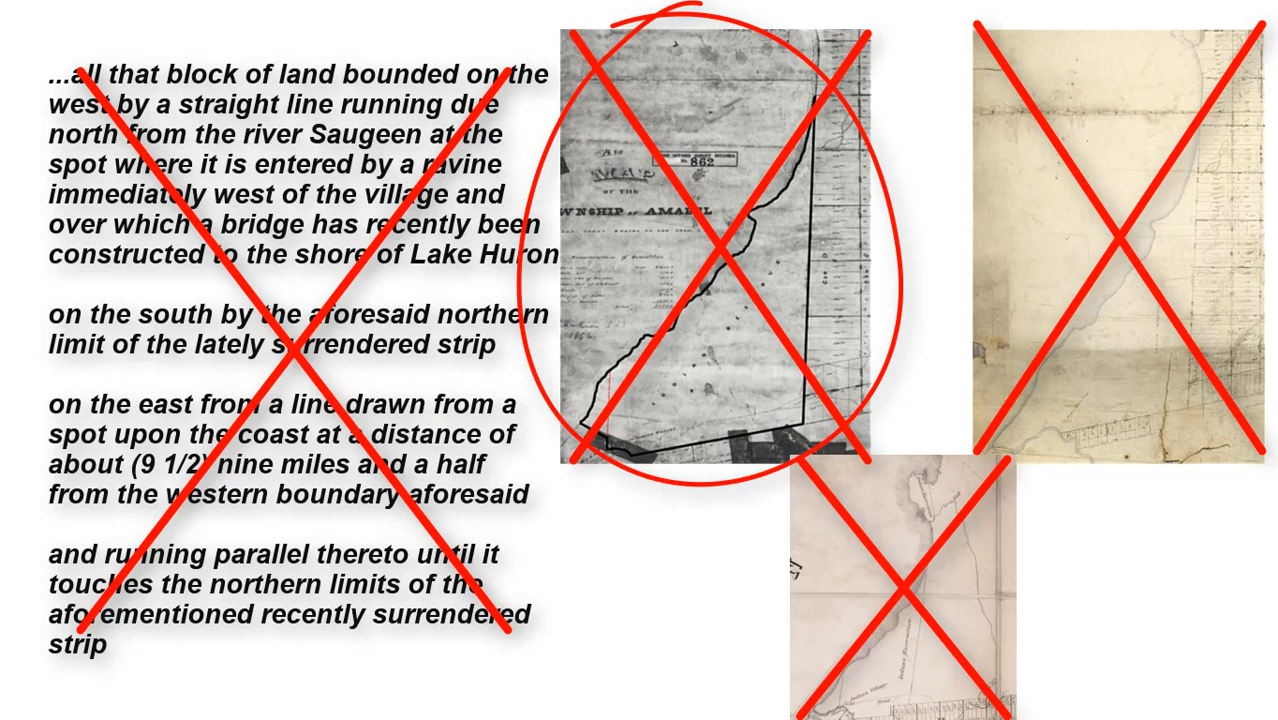 ...all that block of land bounded on the
west by a straight line running due
north from the river Saugeen at the
spot where it is entered by a ravine
immediately west of the village and
over which a bridge has recently been
constructed to the shore of Lake Huron
on the south by the aforesaid northern
limit of the lately surrendered strip
on the east from a line drawn from a
spot upon the coast at a distance of
about (9 1/2) nine miles and a half
from the western boundary aforesaid
and running parallel thereto until it
touches the northern limits of the
aforementioned recently surrendered
strip
862
MAP
OF THE
WNSHIP OF AMABEL
Indian Reservation
Indian Village
Road